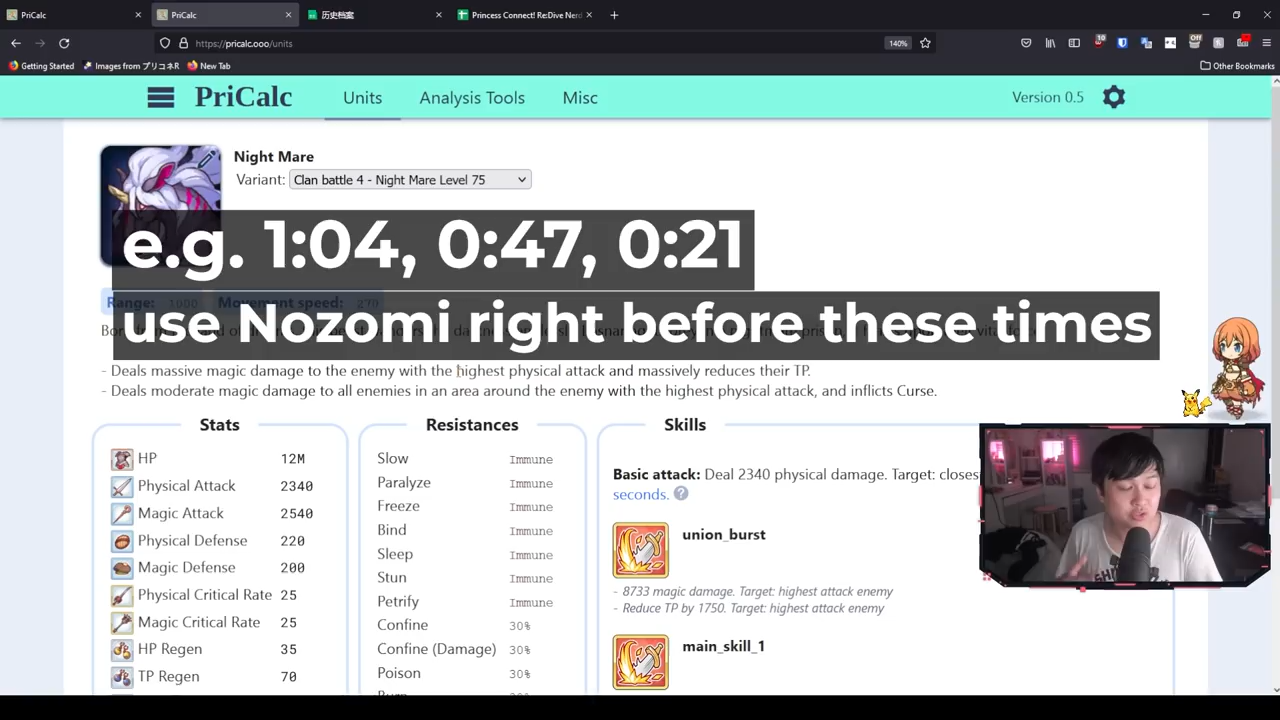 PriCalc
PriCalc
历史档案
Princess Connect! Re:Dive Nerd
https://pricalc.ooo/units
140%
Getting Started
Images from プリコネR
New Tab
Other Bookmarks
PriCalc
Units
Analysis Tools
Misc
Version 0.5
Night Mare
Variant: Clan battle 4 - Night Mare Level 75
e.g. 1:04, 0:47, 0:21
Range: 1000 Movement speed: 270
use Nozomi right before these times
- Deals massive magic damage to the enemy with the highest physical attack and massively reduces their TP.
- Deals moderate magic damage to all enemies in an area around the enemy with the highest physical attack, and inflicts Curse.
Stats
HP 12M
Physical Attack 2340
Magic Attack 2540
Physical Defense 220
Magic Defense 200
Physical Critical Rate 25
Magic Critical Rate 25
HP Regen 35
TP Regen 70
Resistances
Slow Immune
Paralyze Immune
Freeze Immune
Bind Immune
Sleep Immune
Stun Immune
Petrify Immune
Confine 30%
Confine (Damage) 30%
Poison 30%
Skills
Basic attack: Deal 2340 physical damage. Target: closes
seconds. ?
union_burst
- 8733 magic damage. Target: highest attack enemy
- Reduce TP by 1750. Target: highest attack enemy
main_skill_1